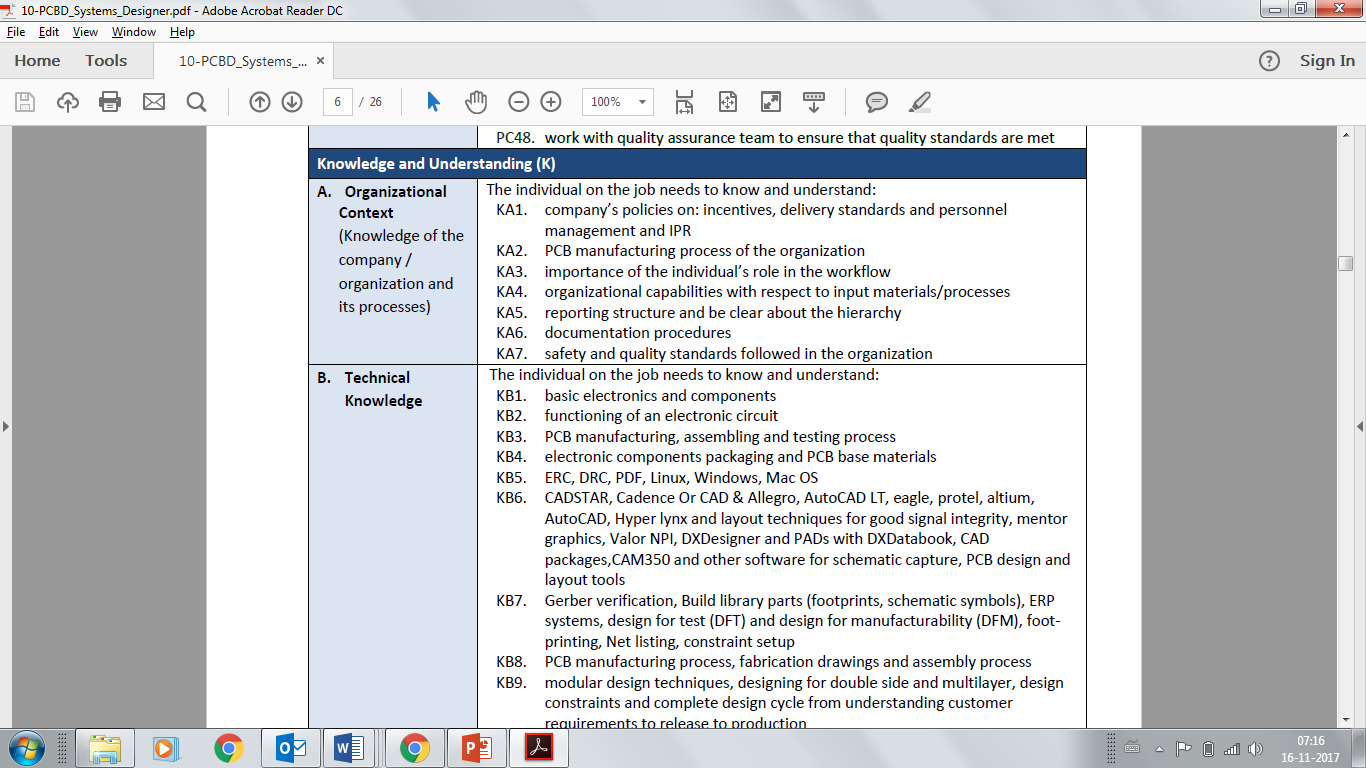 10-PCBD_Systems_Designer.pdf - Adobe Acrobat Reader DC
File Edit View Window Help
Home Tools 10-PCBD_Systems_... × Sign In
6 / 26 100%
PC48. work with quality assurance team to ensure that quality standards are met
Knowledge and Understanding (K)
A. Organizational
Context
(Knowledge of the
company /
organization and
its processes)
The individual on the job needs to know and understand:
KA1. company’s policies on: incentives, delivery standards and personnel
management and IPR
KA2. PCB manufacturing process of the organization
KA3. importance of the individual’s role in the workflow
KA4. organizational capabilities with respect to input materials/processes
KA5. reporting structure and be clear about the hierarchy
KA6. documentation procedures
KA7. safety and quality standards followed in the organization
B. Technical
Knowledge
The individual on the job needs to know and understand:
KB1. basic electronics and components
KB2. functioning of an electronic circuit
KB3. PCB manufacturing, assembling and testing process
KB4. electronic components packaging and PCB base materials
KB5. ERC, DRC, PDF, Linux, Windows, Mac OS
KB6. CADSTAR, Cadence Or CAD & Allegro, AutoCAD LT, eagle, protel, altium,
AutoCAD, Hyper lynx and layout techniques for good signal integrity, mentor
graphics, Valor NPI, DXDesigner and PADs with DXDatabook, CAD
packages,CAM350 and other software for schematic capture, PCB design and
layout tools
KB7. Gerber verification, Build library parts (footprints, schematic symbols), ERP
systems, design for test (DFT) and design for manufacturability (DFM), foot-
printing, Net listing, constraint setup
KB8. PCB manufacturing process, fabrication drawings and assembly process
KB9. modular design techniques, designing for double side and multilayer, design
constraints and complete design cycle from understanding customer
requirements to release to production
07:16
16-11-2017